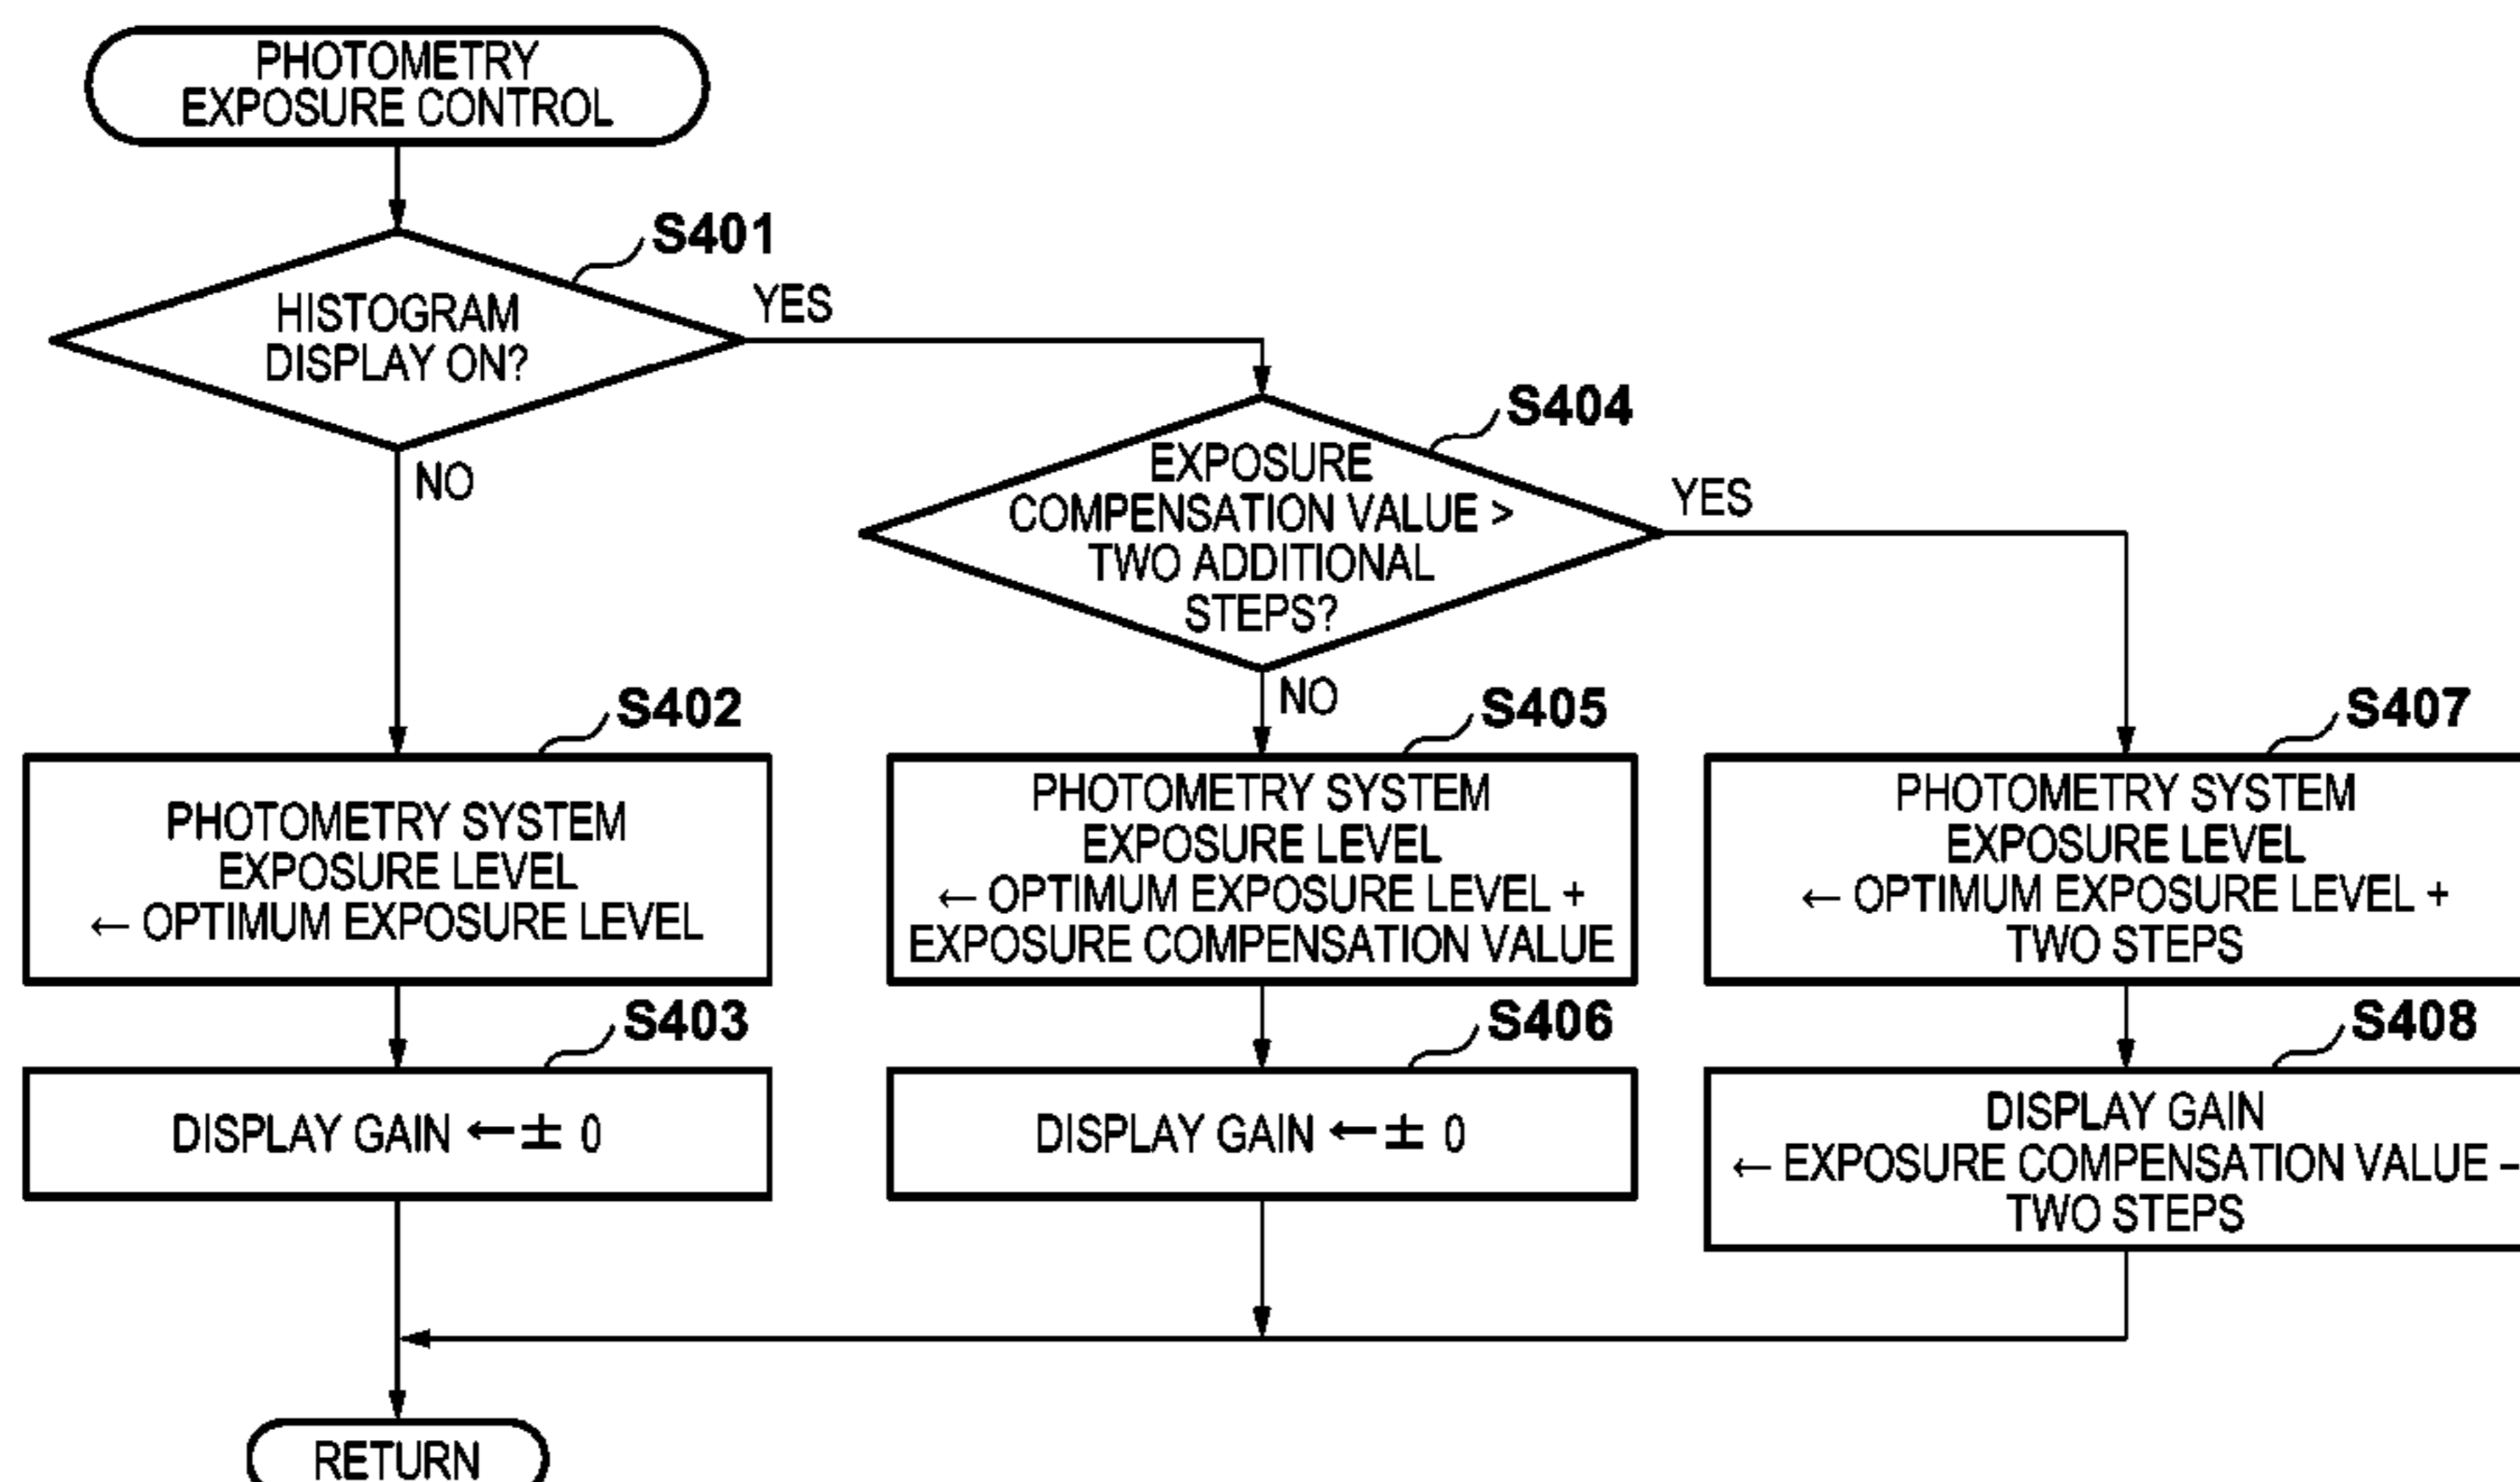 PHOTOMETRY
EXPOSURE CONTROL
S401
HISTOGRAM
DISPLAY ON?
YES
NO
S404
EXPOSURE
COMPENSATION VALUE >
TWO ADDITIONAL
STEPS?
YES
NO
S402
PHOTOMETRY SYSTEM
EXPOSURE LEVEL
← OPTIMUM EXPOSURE LEVEL
S405
PHOTOMETRY SYSTEM
EXPOSURE LEVEL
← OPTIMUM EXPOSURE LEVEL +
EXPOSURE COMPENSATION VALUE
S407
PHOTOMETRY SYSTEM
EXPOSURE LEVEL
← OPTIMUM EXPOSURE LEVEL +
TWO STEPS
S403
DISPLAY GAIN ← ± 0
S406
DISPLAY GAIN ← ± 0
S408
DISPLAY GAIN
← EXPOSURE COMPENSATION VALUE –
TWO STEPS
RETURN